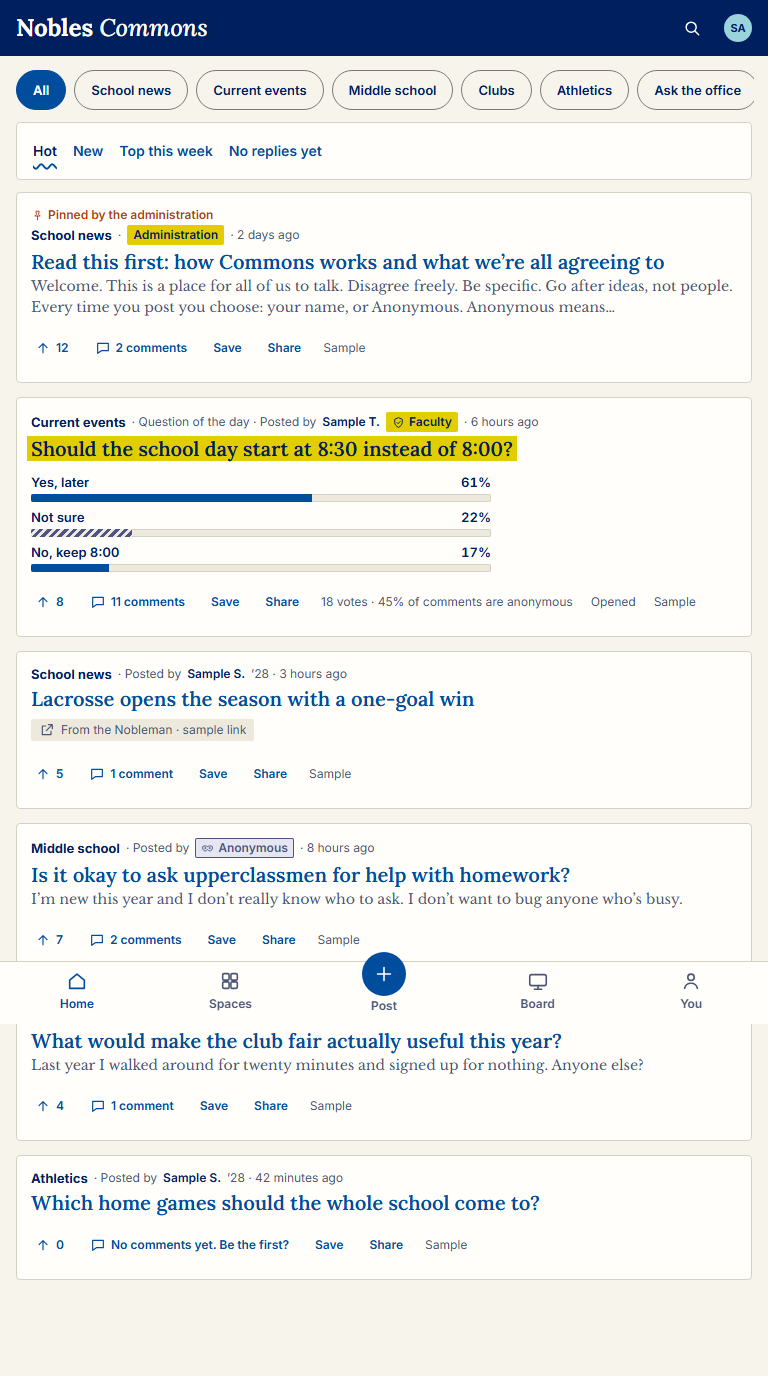 Nobles Commons
SA
All
School news
Current events
Middle school
Clubs
Athletics
Ask the office
Hot
New
Top this week
No replies yet
Pinned by the administration
School news · Administration · 2 days ago
Read this first: how Commons works and what we’re all agreeing to
Welcome. This is a place for all of us to talk. Disagree freely. Be specific. Go after ideas, not people.
Every time you post you choose: your name, or Anonymous. Anonymous means…
12 2 comments Save Share Sample
Current events · Question of the day · Posted by Sample T. Faculty · 6 hours ago
Should the school day start at 8:30 instead of 8:00?
Yes, later 61%
Not sure 22%
No, keep 8:00 17%
8 11 comments Save Share 18 votes · 45% of comments are anonymous Opened Sample
School news · Posted by Sample S. ’28 · 3 hours ago
Lacrosse opens the season with a one-goal win
From the Nobleman · sample link
5 1 comment Save Share Sample
Middle school · Posted by Anonymous · 8 hours ago
Is it okay to ask upperclassmen for help with homework?
I’m new this year and I don’t really know who to ask. I don’t want to bug anyone who’s busy.
7 2 comments Save Share Sample
Home
Spaces
Post
Board
You
What would make the club fair actually useful this year?
Last year I walked around for twenty minutes and signed up for nothing. Anyone else?
4 1 comment Save Share Sample
Athletics · Posted by Sample S. ’28 · 42 minutes ago
Which home games should the whole school come to?
0 No comments yet. Be the first? Save Share Sample